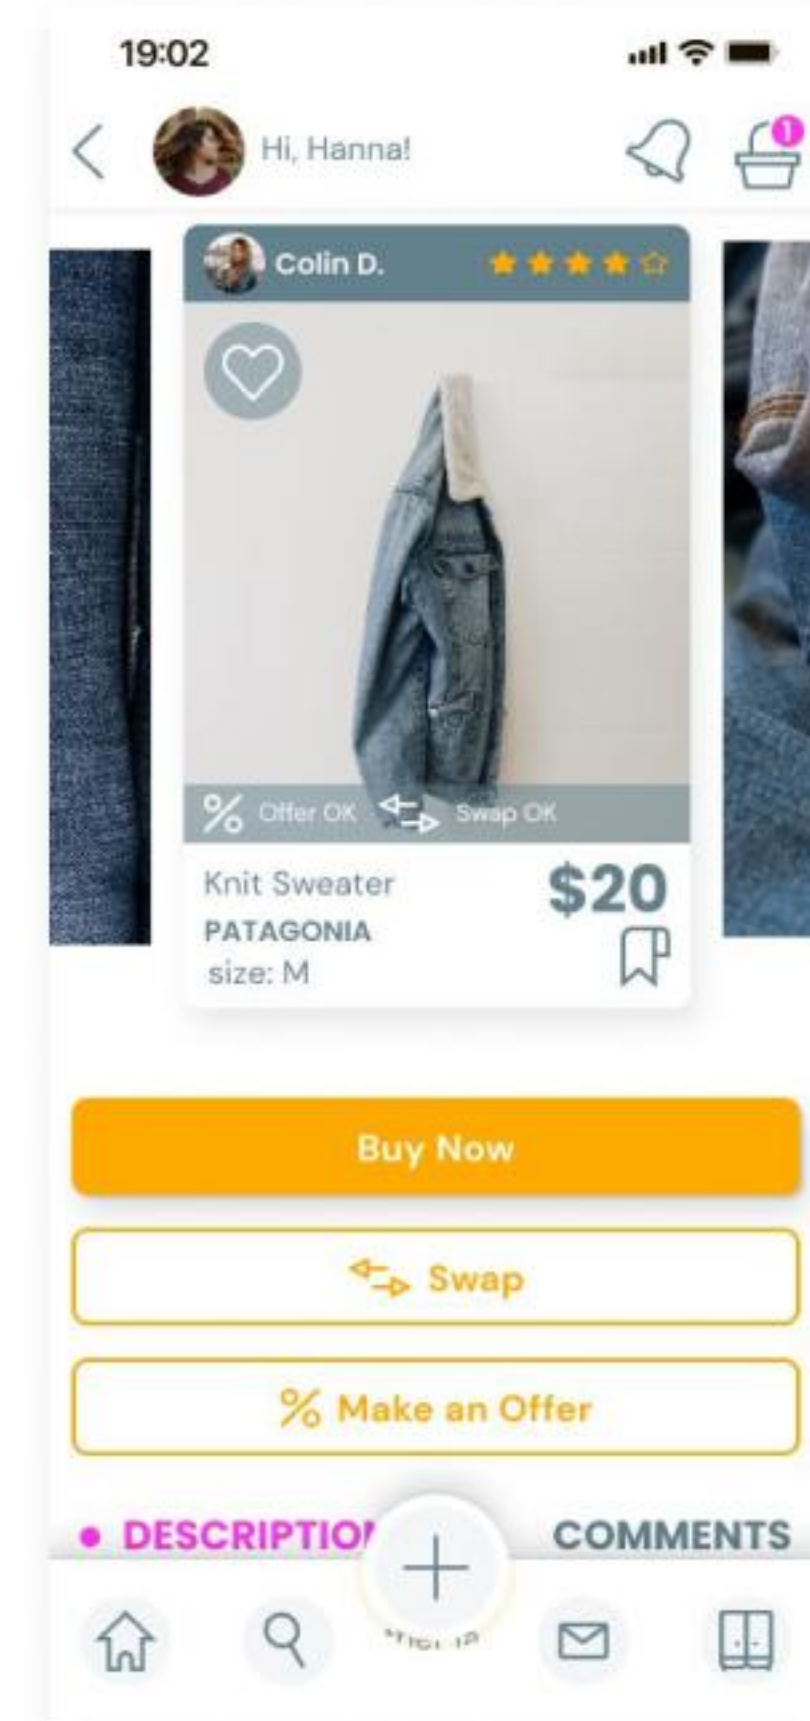 19:02
Hi, Hanna!
1
Colin D.
% Offer OK Swap OK
Knit Sweater
$20
PATAGONIA
size: M
Buy Now
Swap
% Make an Offer
• DESCRIPTION
COMMENTS